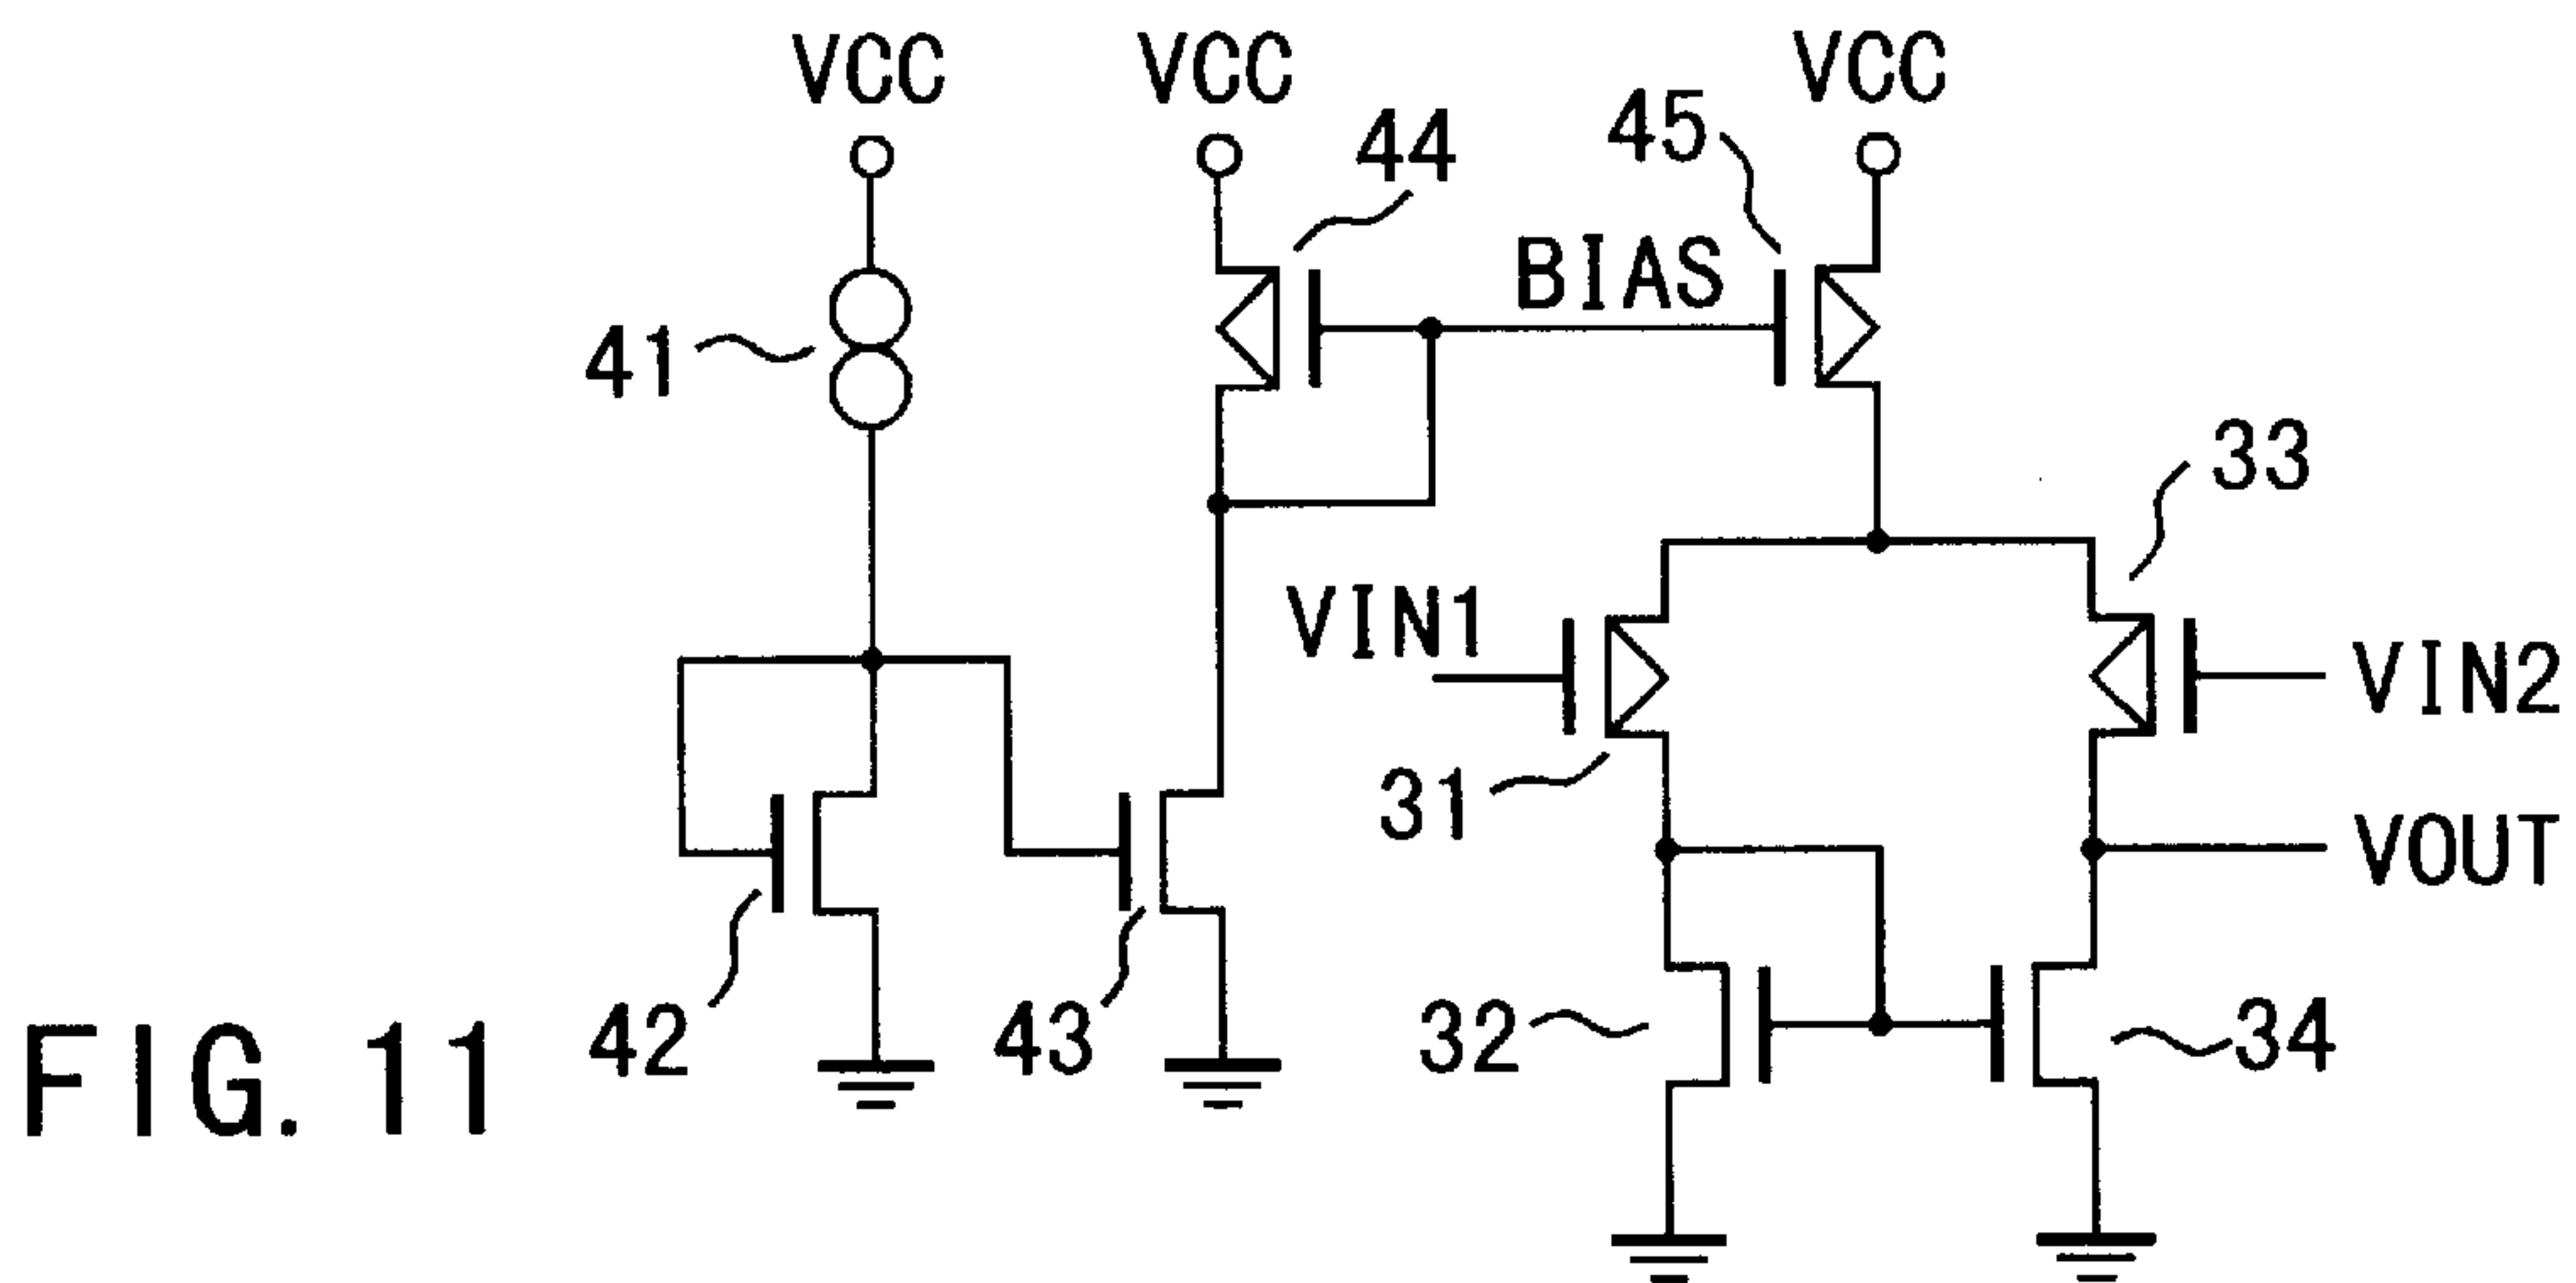 VCC VCC VCC
44 45
BIAS
41
33
VIN1
VIN2
31
VOUT
42 43 32 34
FIG. 11